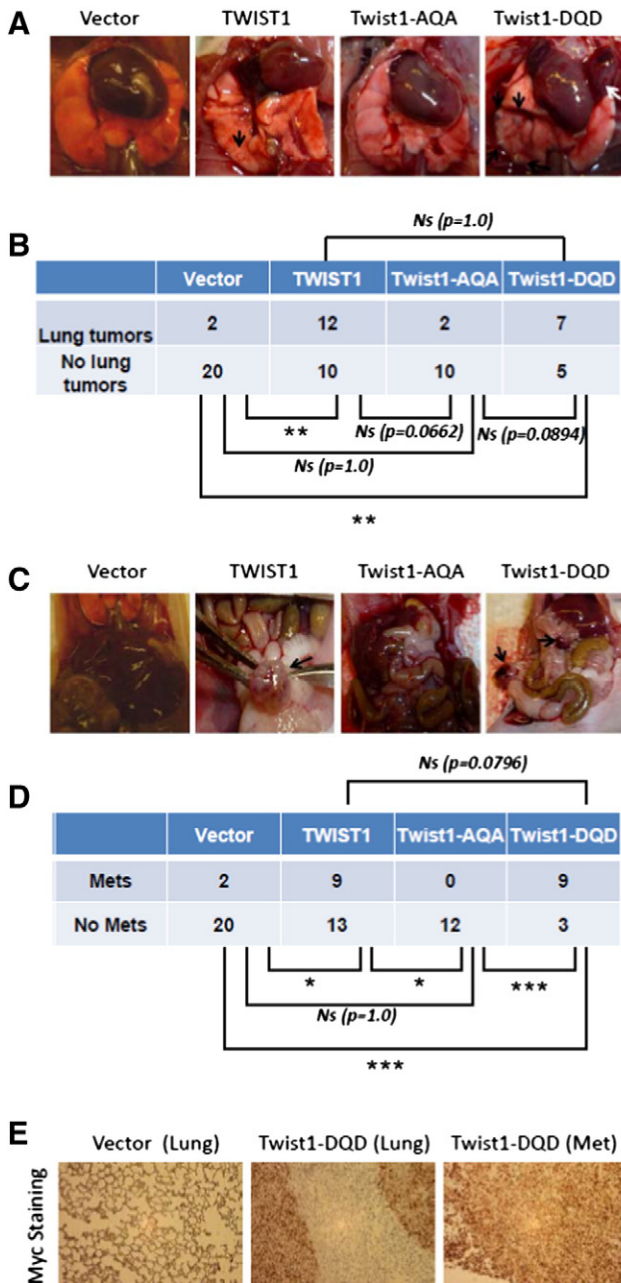 A
Vector TWIST1 Twist1-AQA Twist1-DQD
B
Ns (p=1.0)
Vector TWIST1 Twist1-AQA Twist1-DQD
Lung tumors 2 12 2 7
No lung
tumors 20 10 10 5
**
Ns (p=0.0662)
Ns (p=0.0894)
Ns (p=1.0)
**
C
Vector TWIST1 Twist1-AQA Twist1-DQD
Ns (p=0.0796)
D
Vector TWIST1 Twist1-AQA Twist1-DQD
Mets 2 9 0 9
No Mets 20 13 12 3
* * ***
Ns (p=1.0)
***
E
Vector (Lung) Twist1-DQD (Lung) Twist1-DQD (Met)
Myc Staining